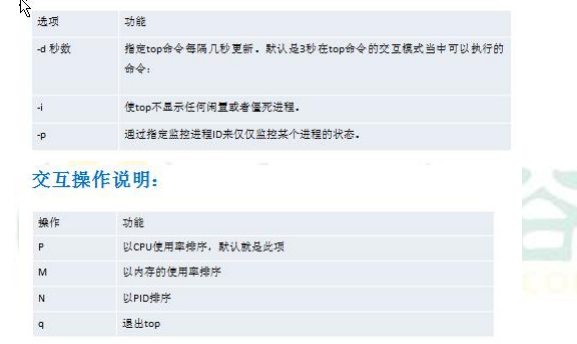 选项 功能
-d 秒数 指定top命令每隔几秒更新。默认是3秒在top命令的交互模式当中可以执行的
命令：
-i 使top不显示任何闲置或者僵死进程。
-p 通过指定监控进程ID来仅仅监控某个进程的状态。
交互操作说明：
操作 功能
P 以CPU使用率排序，默认就是此项
M 以内存的使用率排序
N 以PID排序
q 退出top